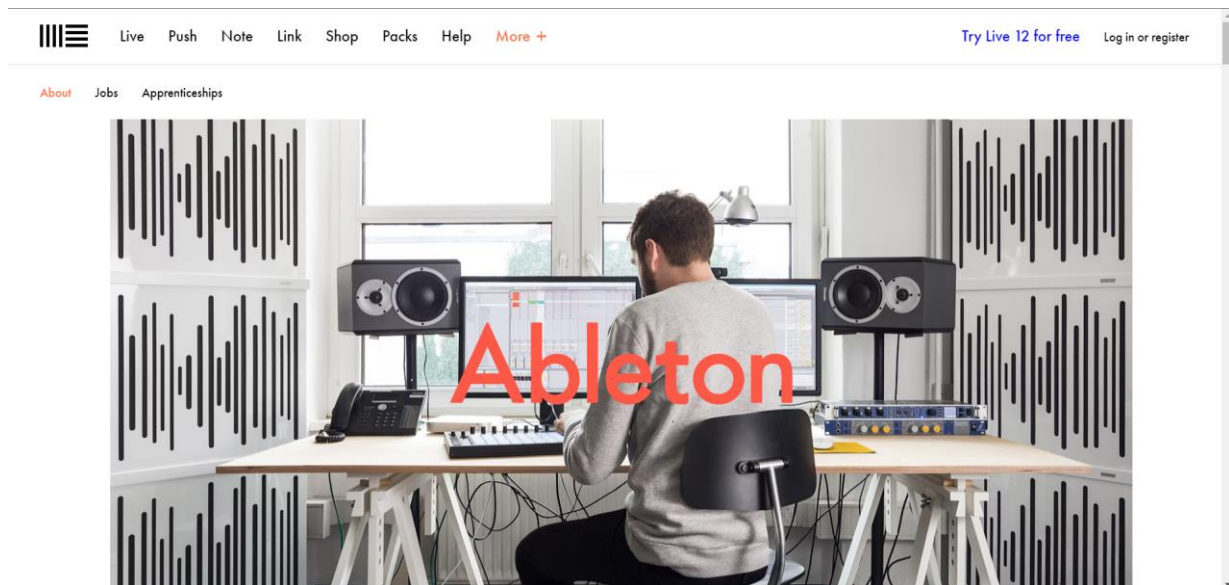 Live Push Note Link Shop Packs Help More + Try Live 12 for free Log in or register
About Jobs Apprenticeships
Ableton